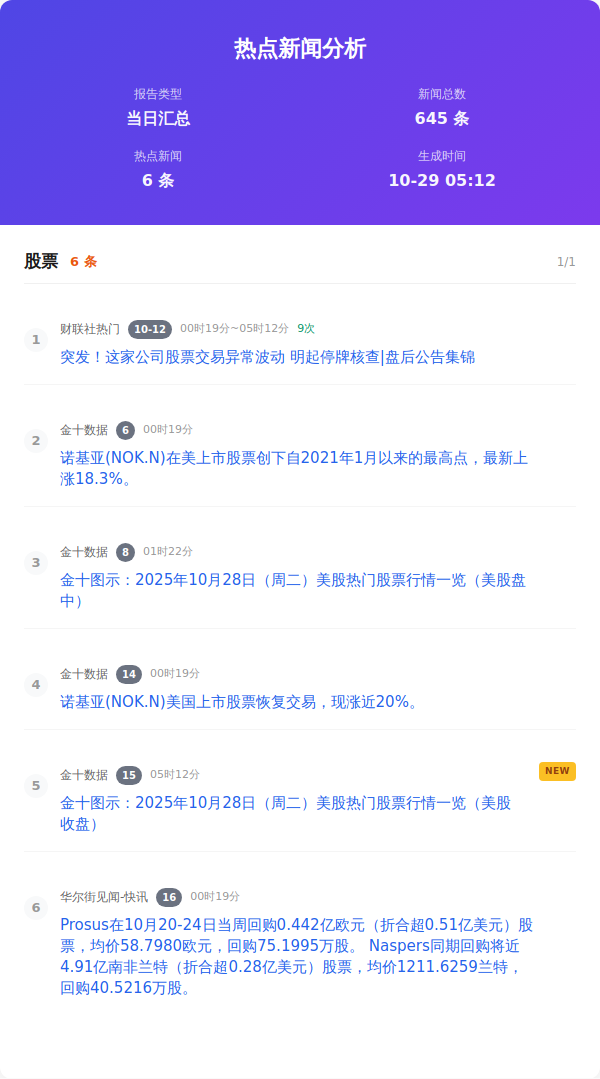 热点新闻分析
报告类型
新闻总数
当日汇总
645 条
热点新闻
生成时间
6 条
10-29 05:12
股票 6 条 1/1
1 财联社热门 10-12 00时19分~05时12分 9次
突发！这家公司股票交易异常波动 明起停牌核查|盘后公告集锦
2 金十数据 6 00时19分
诺基亚(NOK.N)在美上市股票创下自2021年1月以来的最高点，最新上
涨18.3%。
3 金十数据 8 01时22分
金十图示：2025年10月28日（周二）美股热门股票行情一览（美股盘
中）
4 金十数据 14 00时19分
诺基亚(NOK.N)美国上市股票恢复交易，现涨近20%。
5 金十数据 15 05时12分 NEW
金十图示：2025年10月28日（周二）美股热门股票行情一览（美股
收盘）
6 华尔街见闻-快讯 16 00时19分
Prosus在10月20-24日当周回购0.442亿欧元（折合超0.51亿美元）股
票，均价58.7980欧元，回购75.1995万股。 Naspers同期回购将近
4.91亿南非兰特（折合超0.28亿美元）股票，均价1211.6259兰特，
回购40.5216万股。